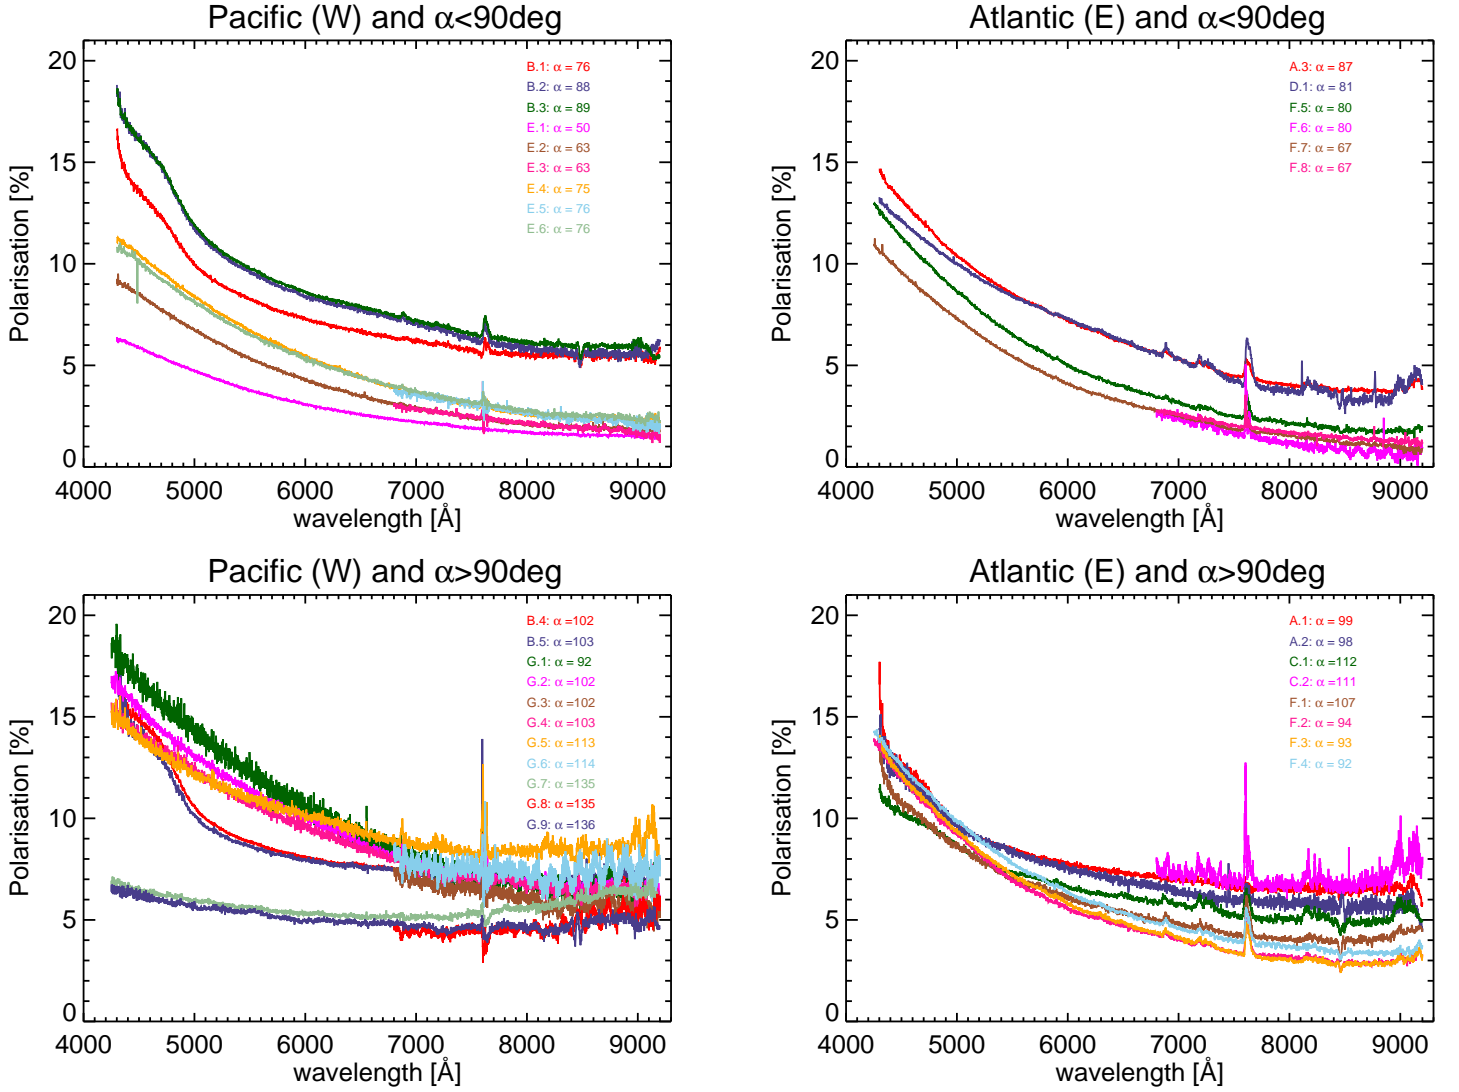 Pacific (W) and α<90deg
20
15
10
5
0
Polarisation [%]
B.1: α = 76
B.2: α = 88
B.3: α = 89
E.1: α = 50
E.2: α = 63
E.3: α = 63
E.4: α = 75
E.5: α = 76
E.6: α = 76
4000 5000 6000 7000 8000 9000
wavelength [Å]
Atlantic (E) and α<90deg
20
15
10
5
0
Polarisation [%]
A.3: α = 87
D.1: α = 81
F.5: α = 80
F.6: α = 80
F.7: α = 67
F.8: α = 67
4000 5000 6000 7000 8000 9000
wavelength [Å]
Pacific (W) and α>90deg
20
15
10
5
0
Polarisation [%]
B.4: α =102
B.5: α =103
G.1: α = 92
G.2: α =102
G.3: α =102
G.4: α =103
G.5: α =113
G.6: α =114
G.7: α =135
G.8: α =135
G.9: α =136
4000 5000 6000 7000 8000 9000
wavelength [Å]
Atlantic (E) and α>90deg
20
15
10
5
0
Polarisation [%]
A.1: α = 99
A.2: α = 98
C.1: α =112
C.2: α =111
F.1: α =107
F.2: α = 94
F.3: α = 93
F.4: α = 92
4000 5000 6000 7000 8000 9000
wavelength [Å]